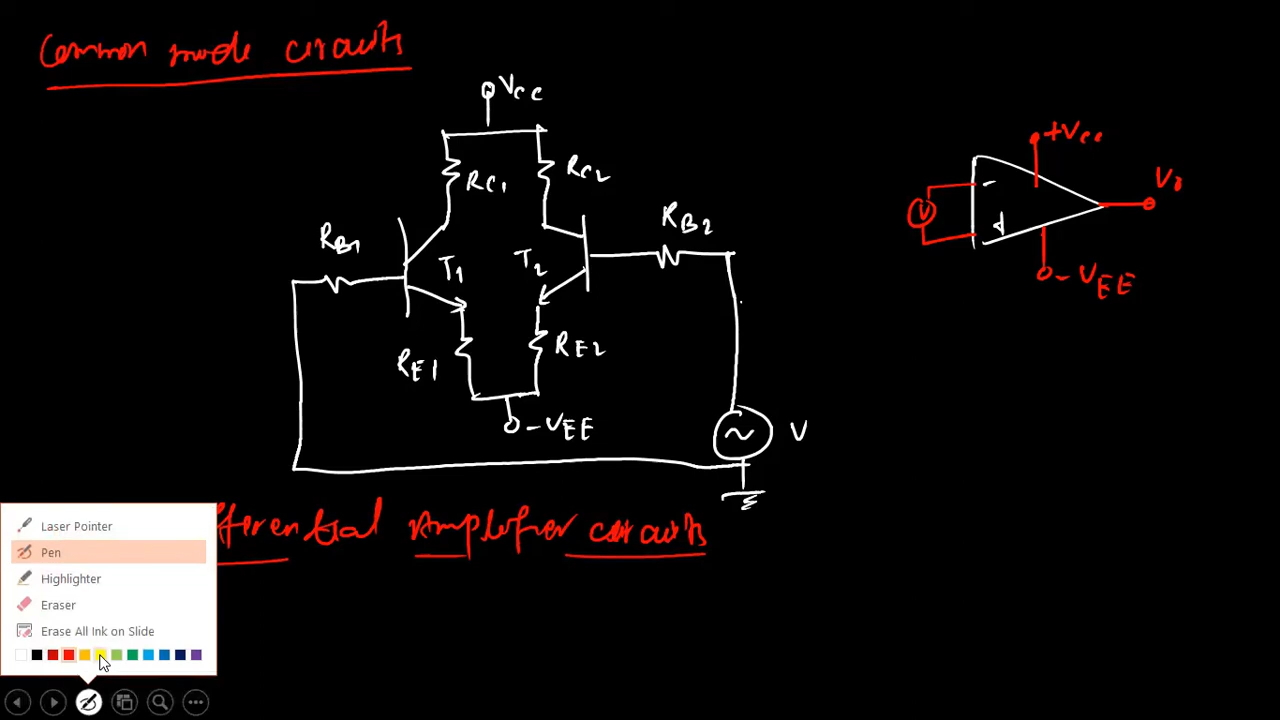 Common mode circuits
VCC
RC1
RC2
+VCC
RB1
RB2
V
-
Vo
T1
T2
RE1
RE2
-VEE
-VEE
V
fferential Amplifier circuits
Laser Pointer
Pen
Highlighter
Eraser
Erase All Ink on Slide